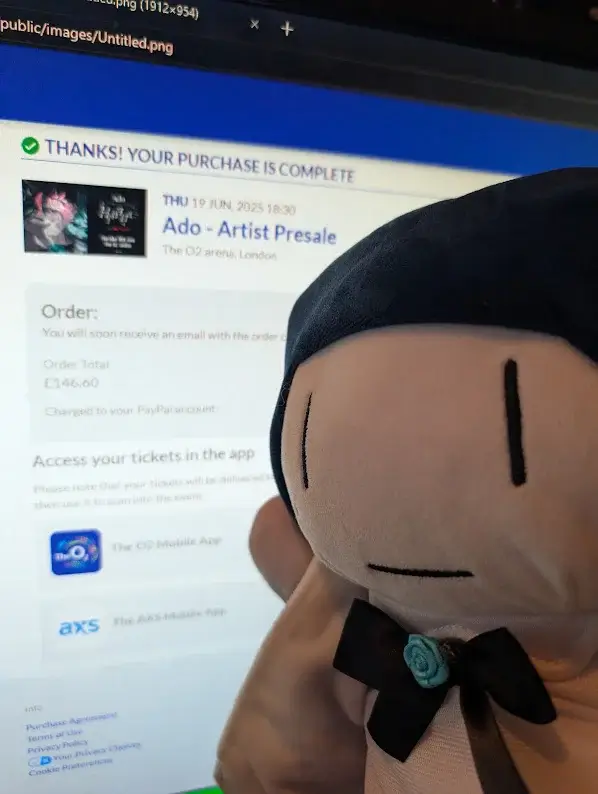 (1912×954)
/public/images/Untitled.png
THANKS! YOUR PURCHASE IS COMPLETE
THU 19 JUN, 2025 18:30
Ado - Artist Presale
The O2 arena, London
Order:
You will soon receive an email with the order
Order Total
£146.60
Charged to your PayPal account
Access your tickets in the app
Please note that your tickets will be delivered
then use it to scan into the event
The O2
The O2 Mobile App
axs
The AXS Mobile App
Info
Purchase Agreement
Terms of Use
Privacy Policy
Your Privacy Choices
Cookie Preferences